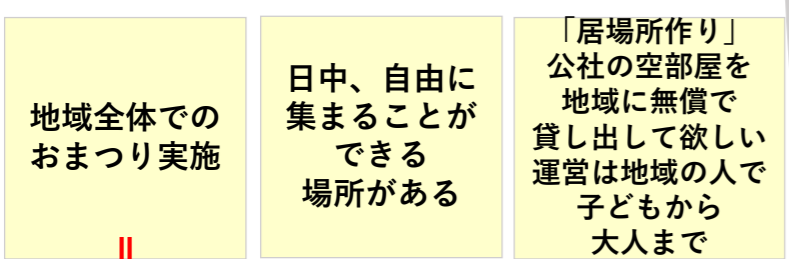 地域全体での
おまつり実施
日中、自由に
集まることが
できる
場所がある
「居場所作り」
公社の空部屋を
地域に無償で
貸し出して欲しい
運営は地域の人で
子どもから
大人まで